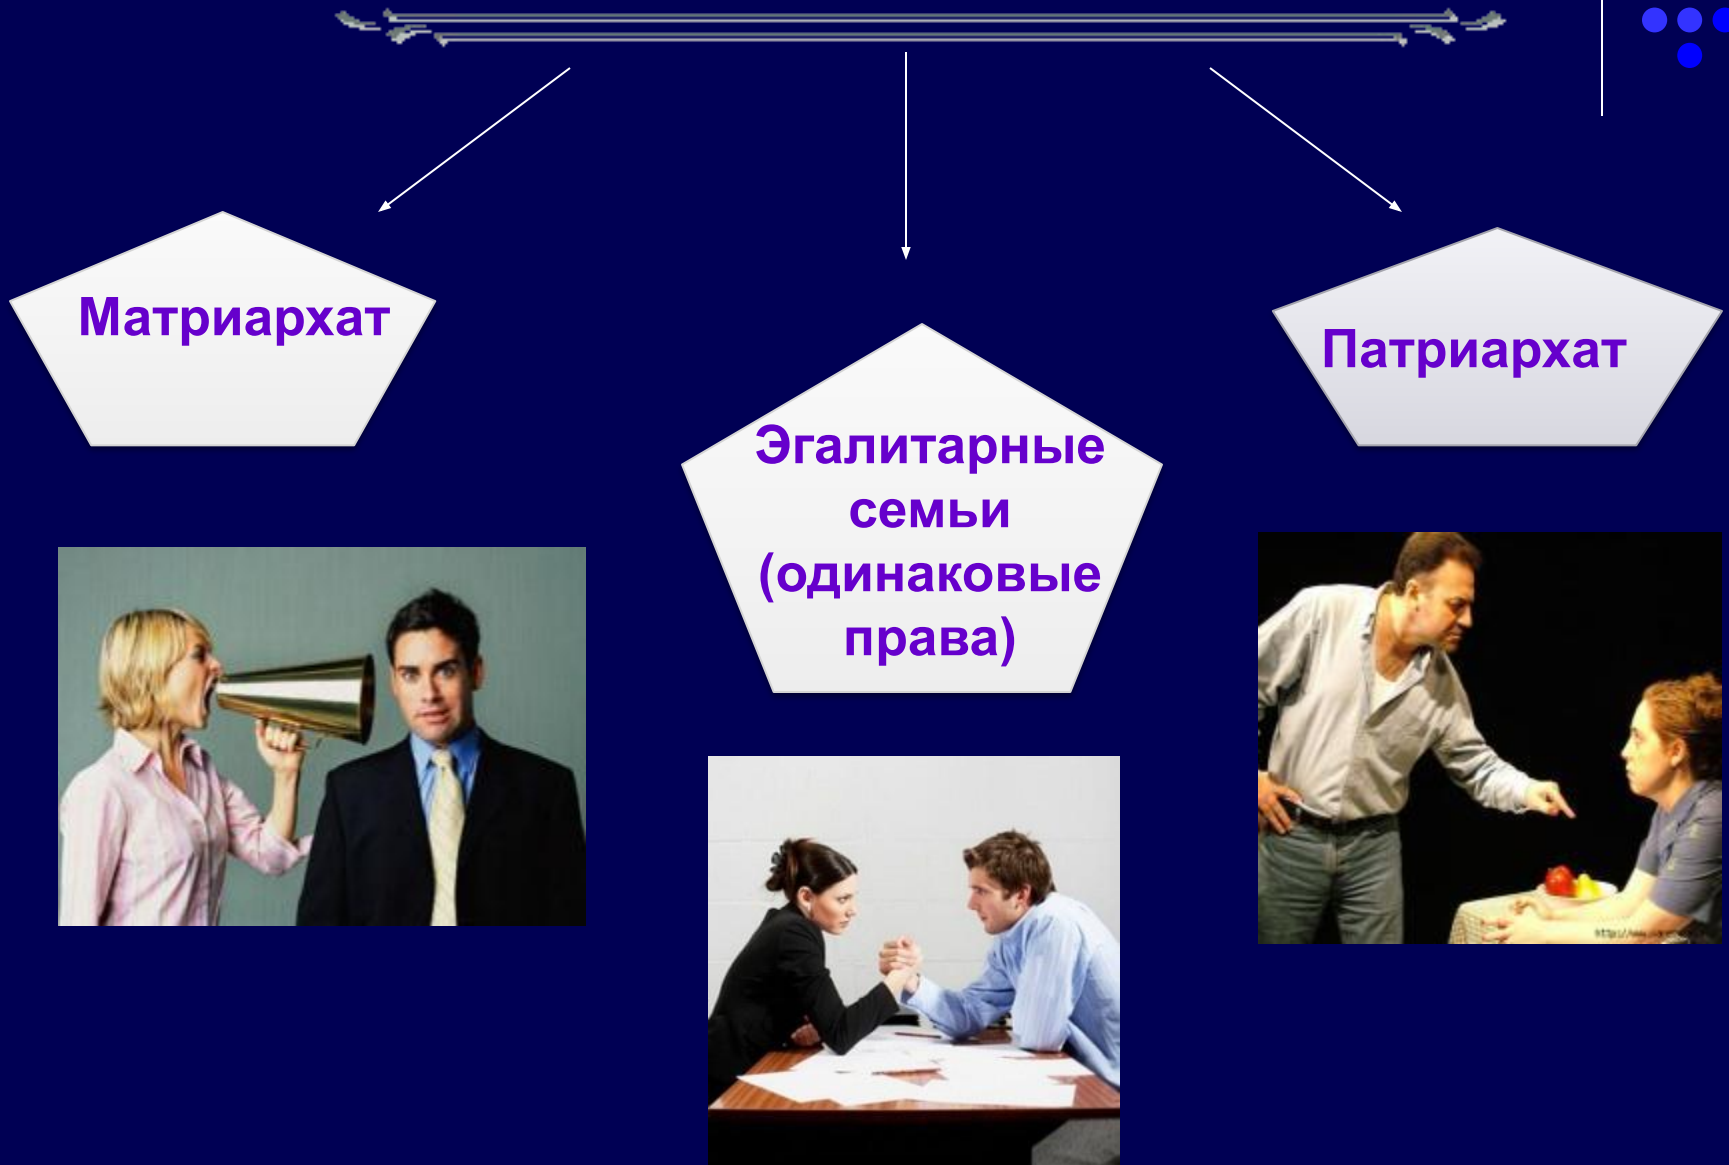 Матриархат
Эгалитарные
семьи
(одинаковые
права)
Патриархат